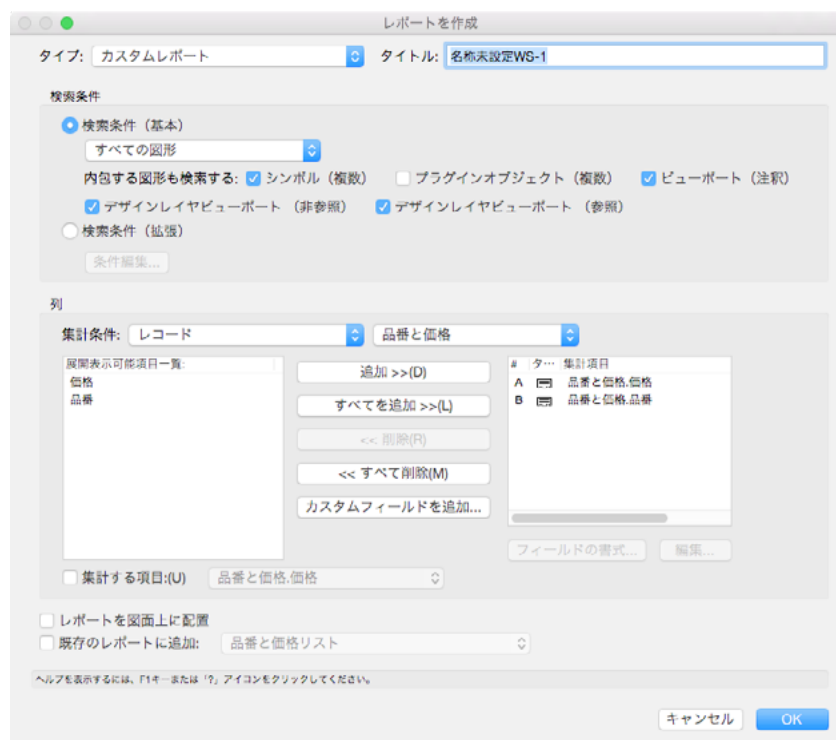 レポートを作成
タイプ: カスタムレポート タイトル: 名称未設定WS-1
検索条件
検索条件（基本）
すべての図形
内包する図形も検索する: シンボル（複数） プラグインオブジェクト（複数） ビューポート（注釈）
デザインレイヤビューポート （非参照） デザインレイヤビューポート （参照）
検索条件（拡張）
条件編集...
列
集計条件: レコード 品番と価格
展開表示可能項目一覧:
価格
品番
追加 >>(D)
すべてを追加 >>(L)
<< 削除(R)
<< すべて削除(M)
カスタムフィールドを追加...
# タ… 集計項目
A 品番と価格.価格
B 品番と価格.品番
フィールドの書式... 編集...
集計する項目:(U) 品番と価格.価格
レポートを図面上に配置
既存のレポートに追加: 品番と価格リスト
ヘルプを表示するには、F1キーまたは「?」アイコンをクリックしてください。
キャンセル OK